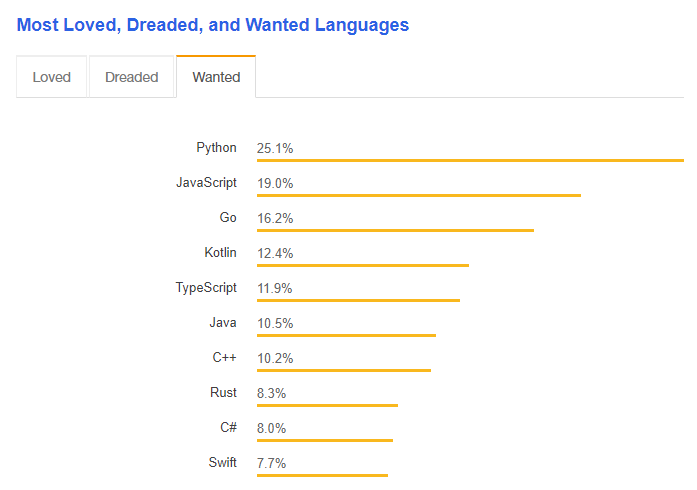 Most Loved, Dreaded, and Wanted Languages
Loved Dreaded Wanted
Python 25.1%
JavaScript 19.0%
Go 16.2%
Kotlin 12.4%
TypeScript 11.9%
Java 10.5%
C++ 10.2%
Rust 8.3%
C# 8.0%
Swift 7.7%